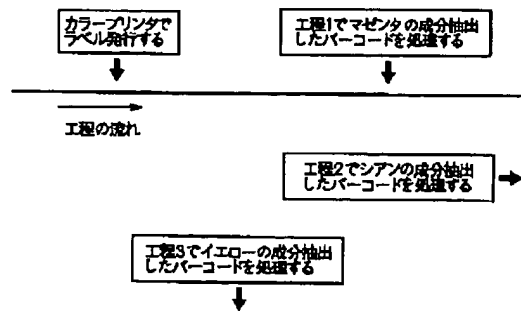 カラープリンタで
ラベル発行する
工程1でマゼンタの成分抽出
したバーコードを処理する
工程の流れ
工程2でシアンの成分抽出
したバーコードを処理する
工程3でイエローの成分抽出
したバーコードを処理する